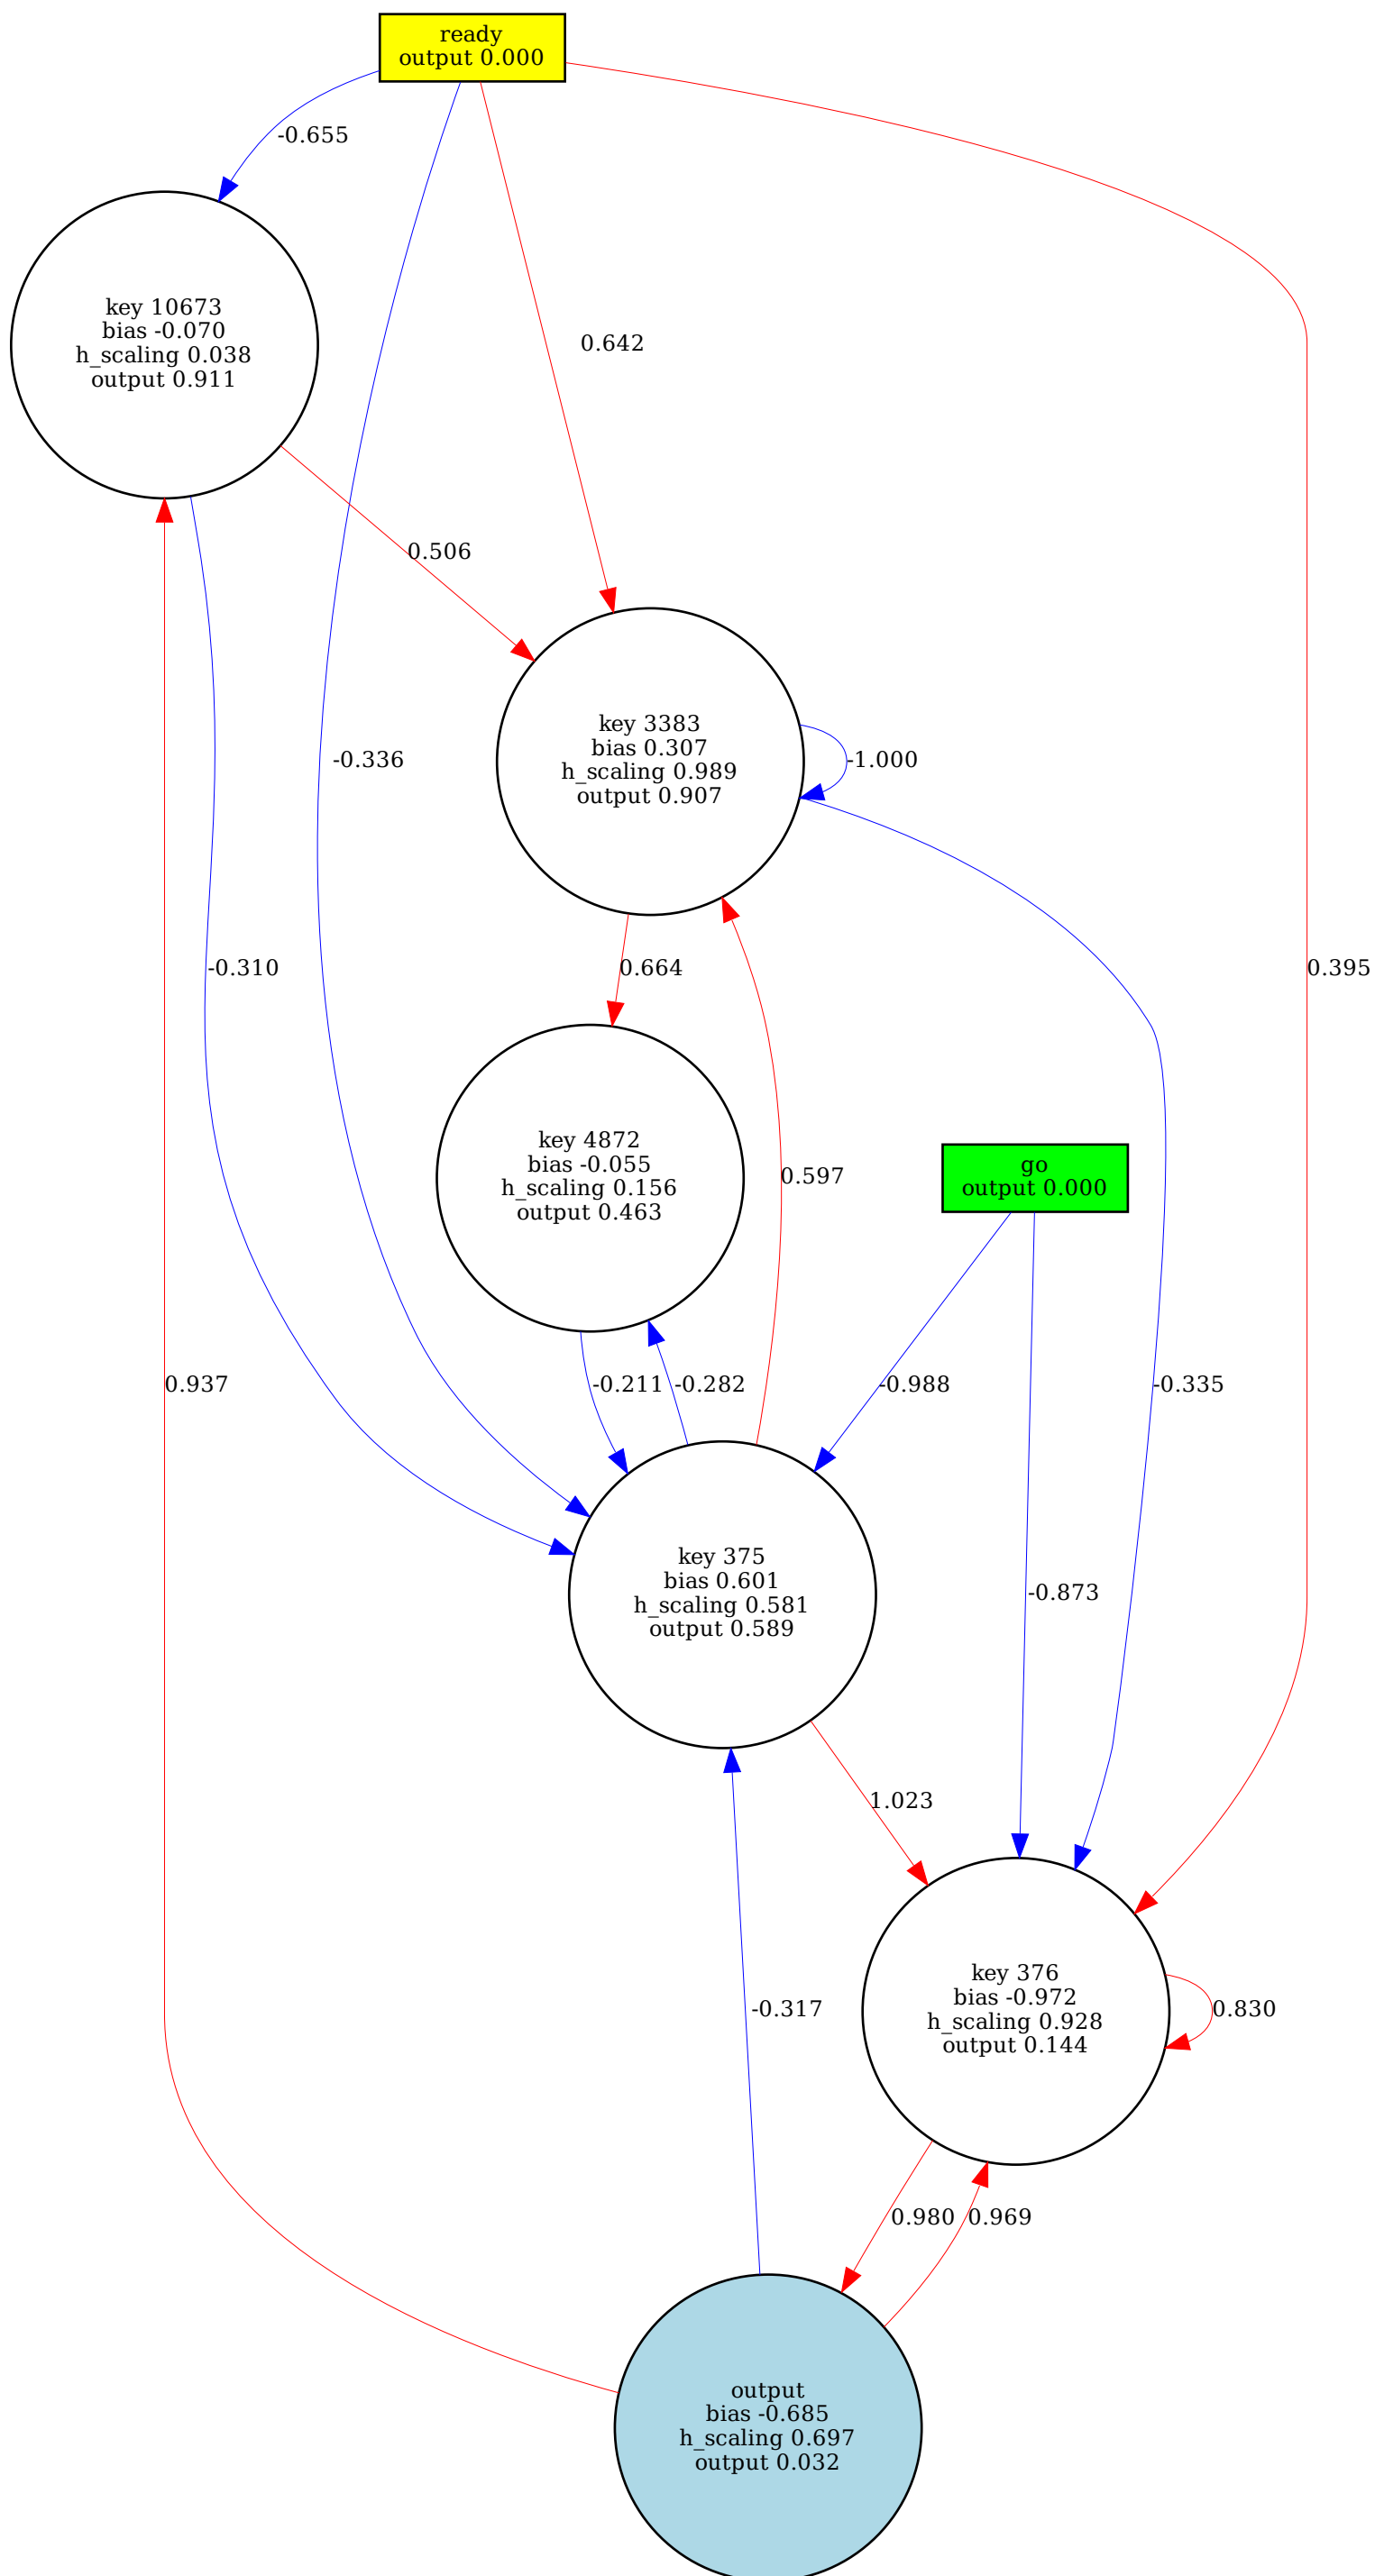 ready
output 0.000
-0.655
key 10673
bias -0.070
h_scaling 0.038
output 0.911
0.642
0.506
key 3383
bias 0.307
h_scaling 0.989
output 0.907
-1.000
-0.336
-0.310
0.664
0.395
key 4872
bias -0.055
h_scaling 0.156
output 0.463
0.597
go
output 0.000
0.937
-0.211
-0.282
-0.988
-0.335
key 375
bias 0.601
h_scaling 0.581
output 0.589
-0.873
1.023
key 376
bias -0.972
h_scaling 0.928
output 0.144
-0.317
0.830
0.980
0.969
output
bias -0.685
h_scaling 0.697
output 0.032